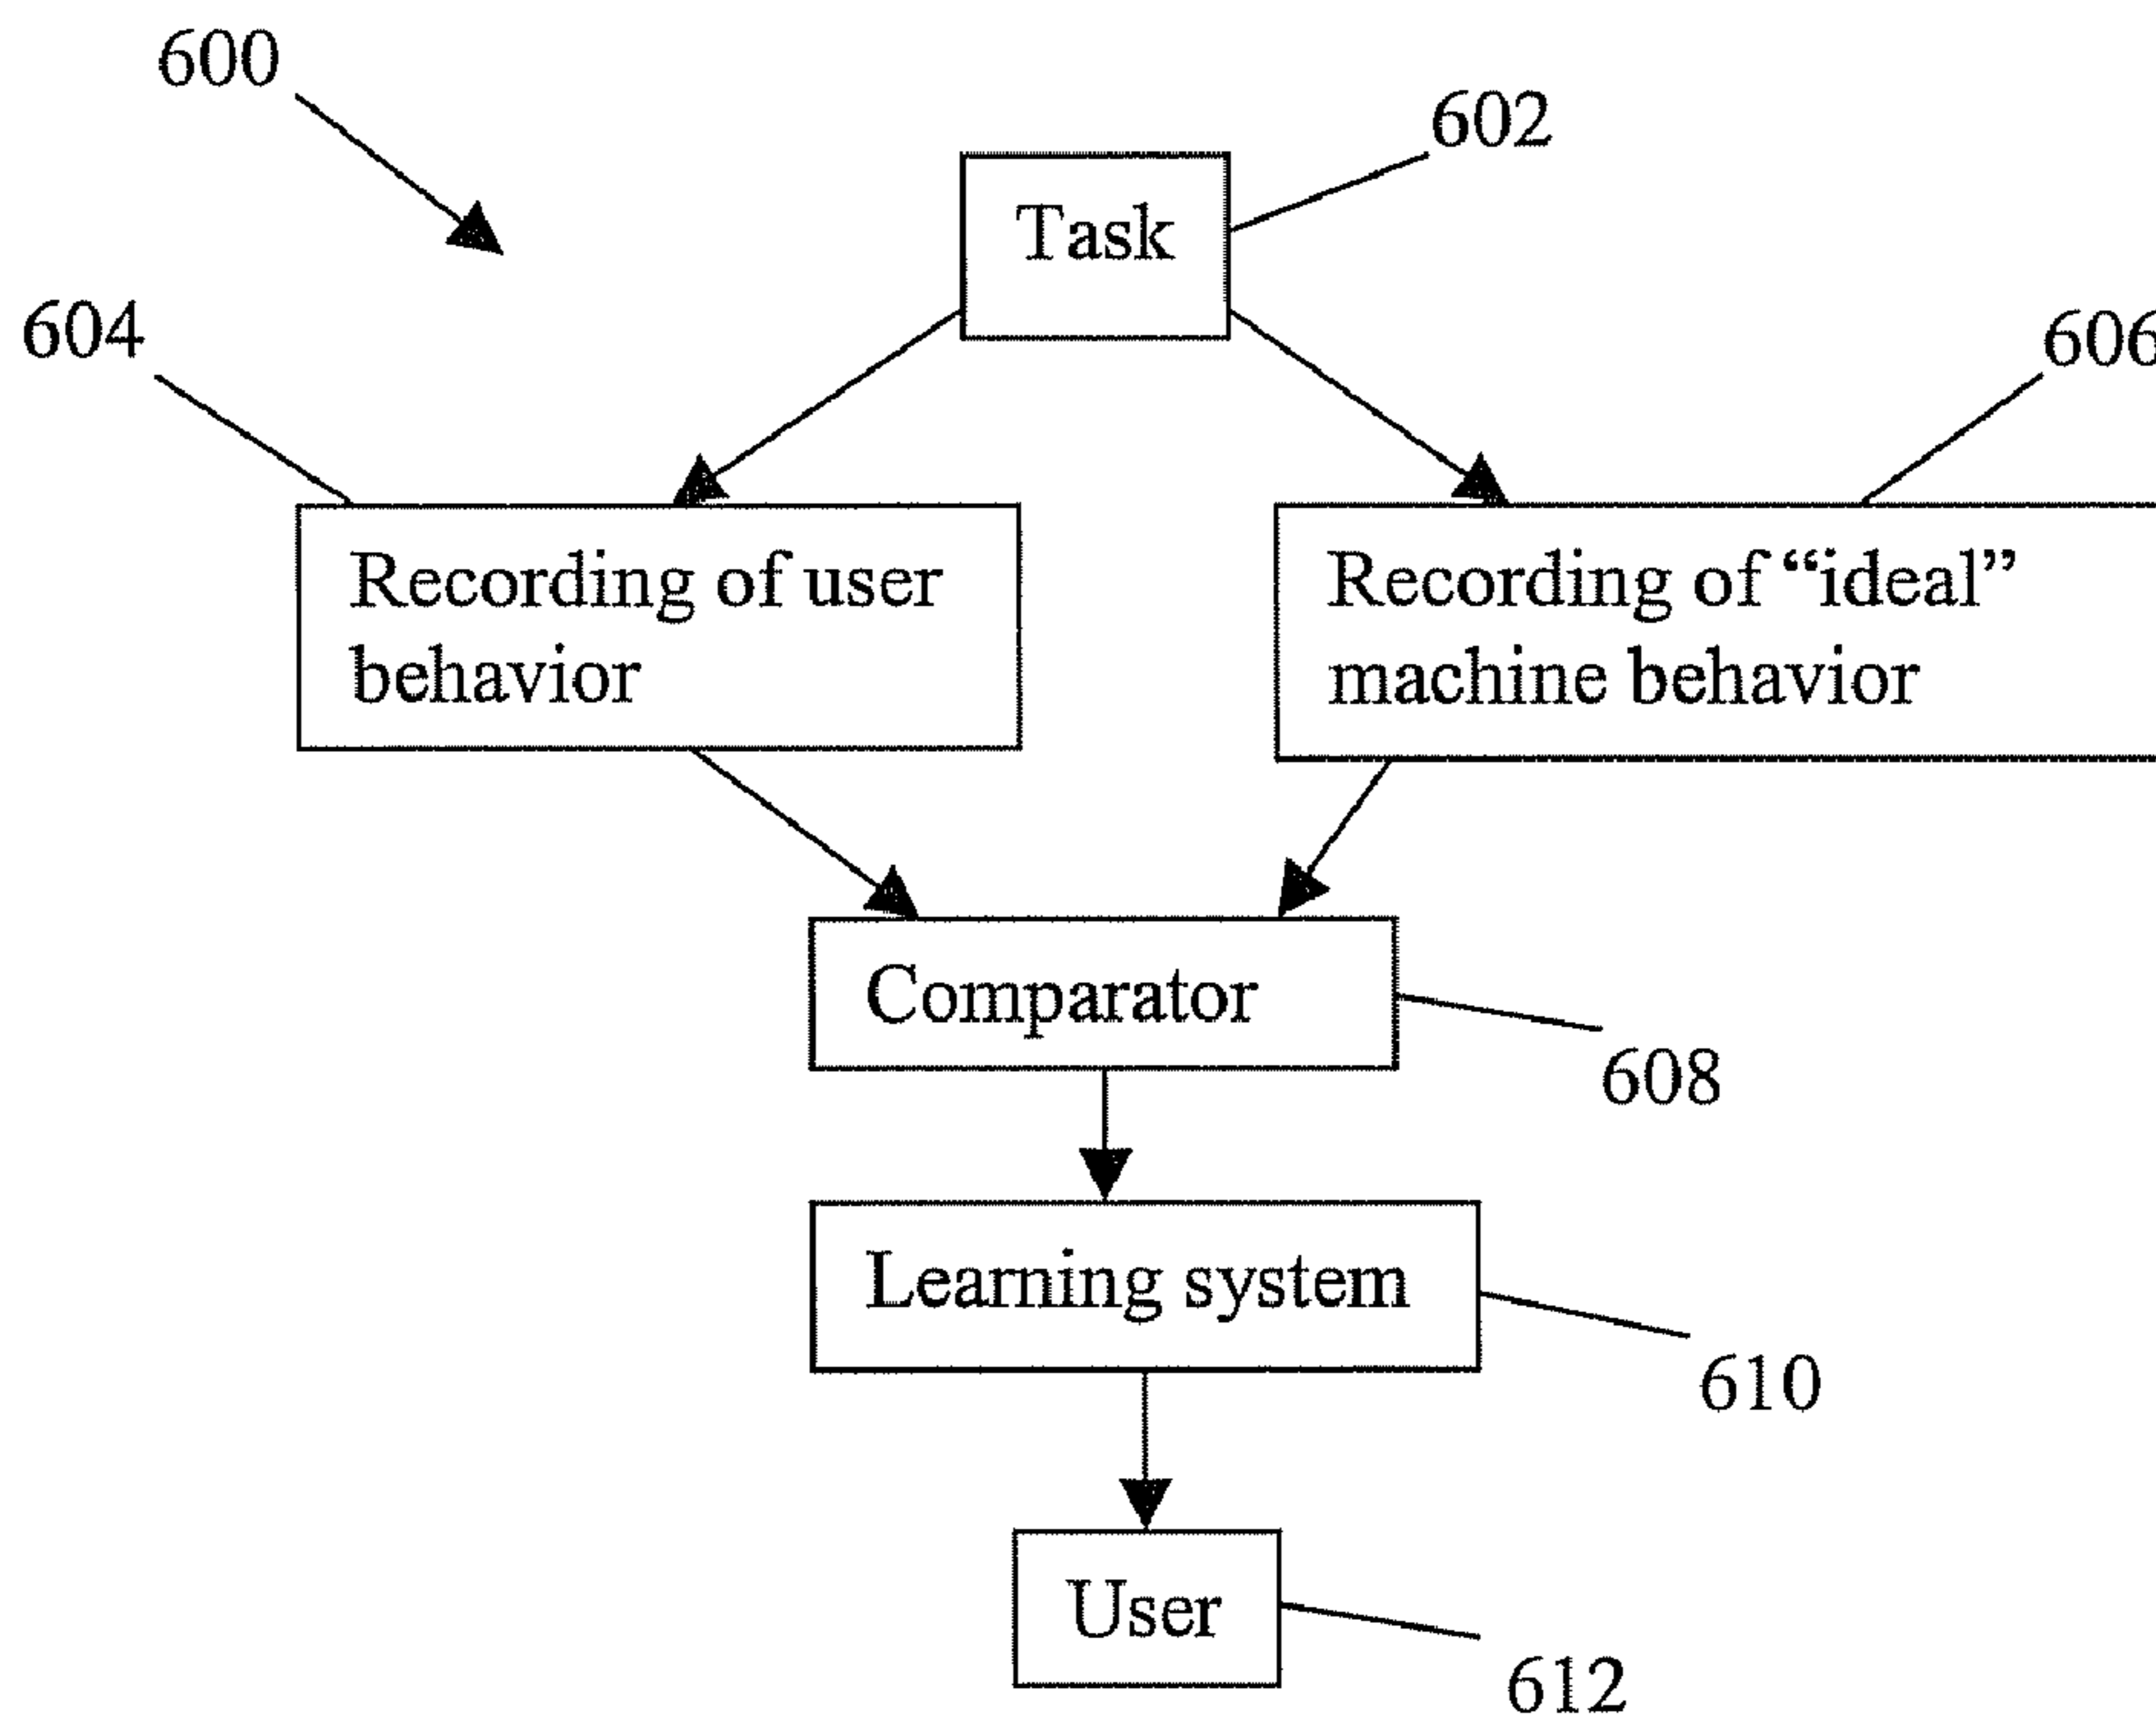 600
602
Task
604
606
Recording of user
behavior
Recording of “ideal”
machine behavior
Comparator
608
Learning system
610
User
612